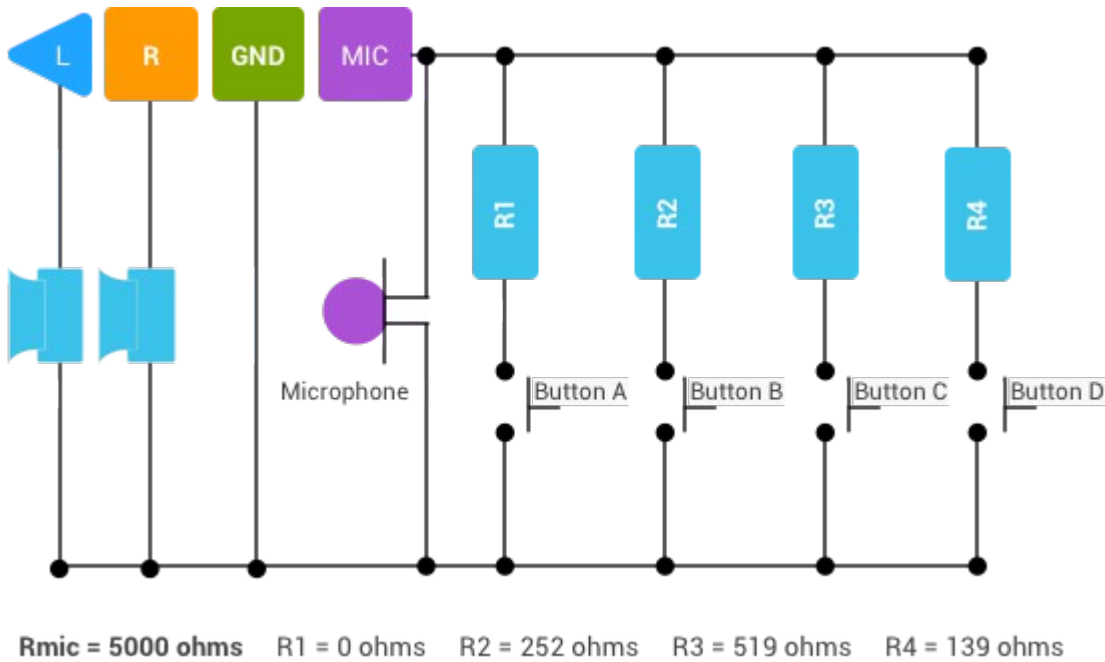 L R GND MIC
R1 R2 R3 R4
Microphone Button A Button B Button C Button D
Rmic = 5000 ohms R1 = 0 ohms R2 = 252 ohms R3 = 519 ohms R4 = 139 ohms